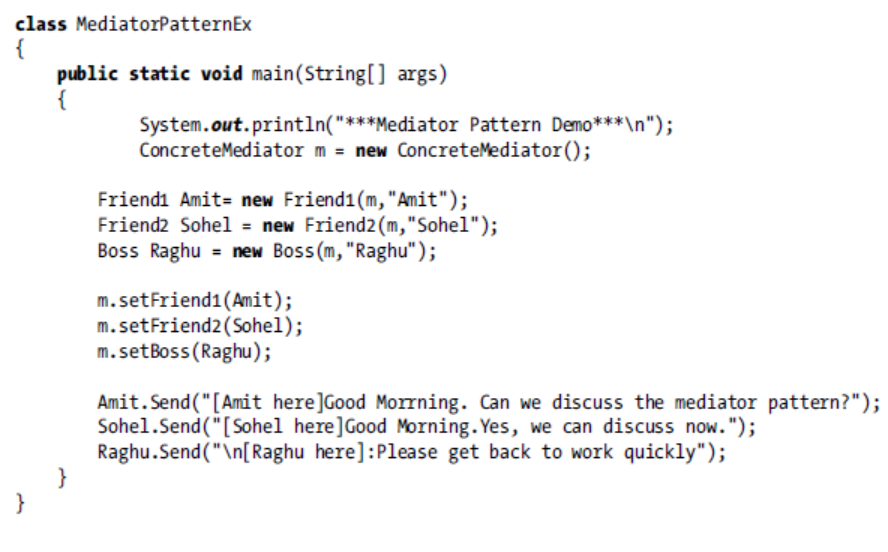 class MediatorPatternEx
{
public static void main(String[] args)
{
System.out.println("***Mediator Pattern Demo***\n");
ConcreteMediator m = new ConcreteMediator();
Friend1 Amit= new Friend1(m,"Amit");
Friend2 Sohel = new Friend2(m,"Sohel");
Boss Raghu = new Boss(m,"Raghu");
m.setFriend1(Amit);
m.setFriend2(Sohel);
m.setBoss(Raghu);
Amit.Send("[Amit here]Good Morrning. Can we discuss the mediator pattern?");
Sohel.Send("[Sohel here]Good Morning.Yes, we can discuss now.");
Raghu.Send("\n[Raghu here]:Please get back to work quickly");
}
}